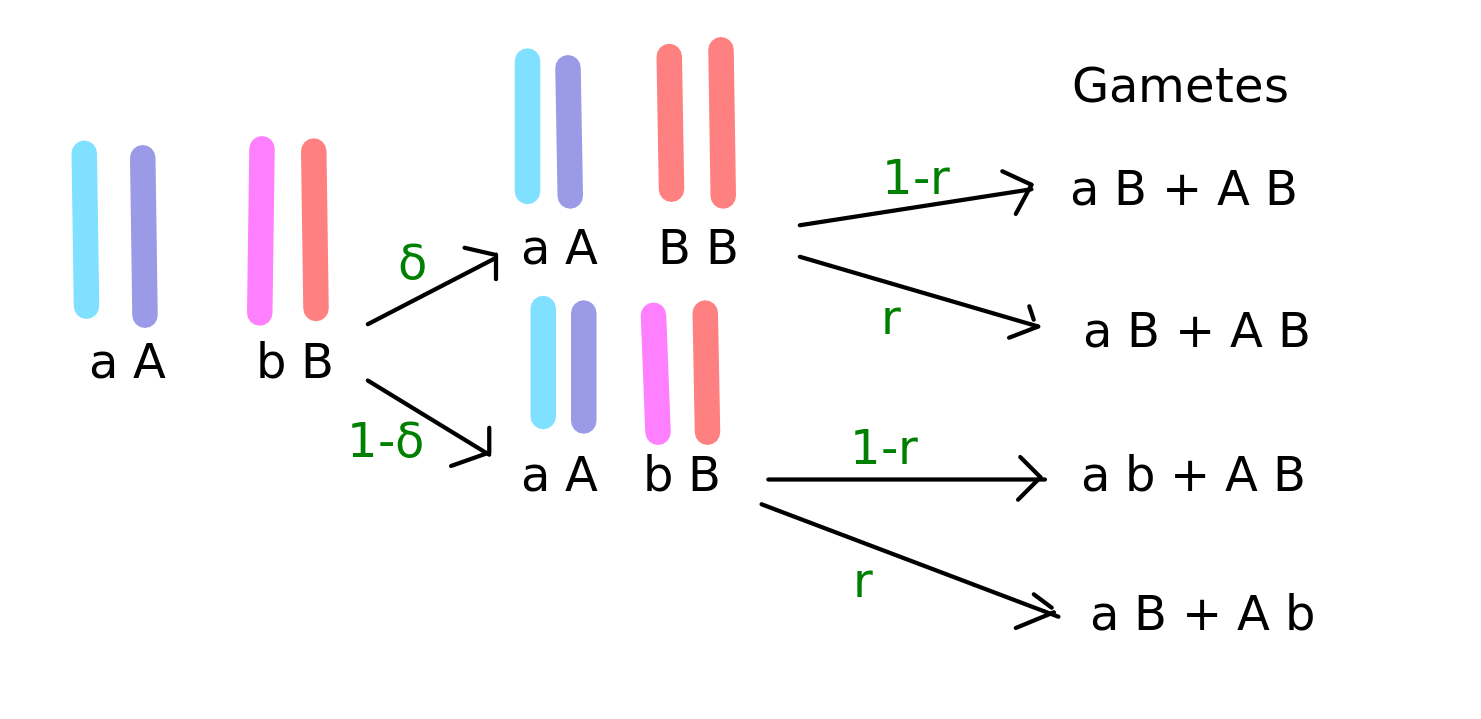 Gametes
1-r
a B + A B
δ
a A B B
r
a B + A B
a A b B
1-δ
a A b B
1-r
a b + A B
r
a B + A b